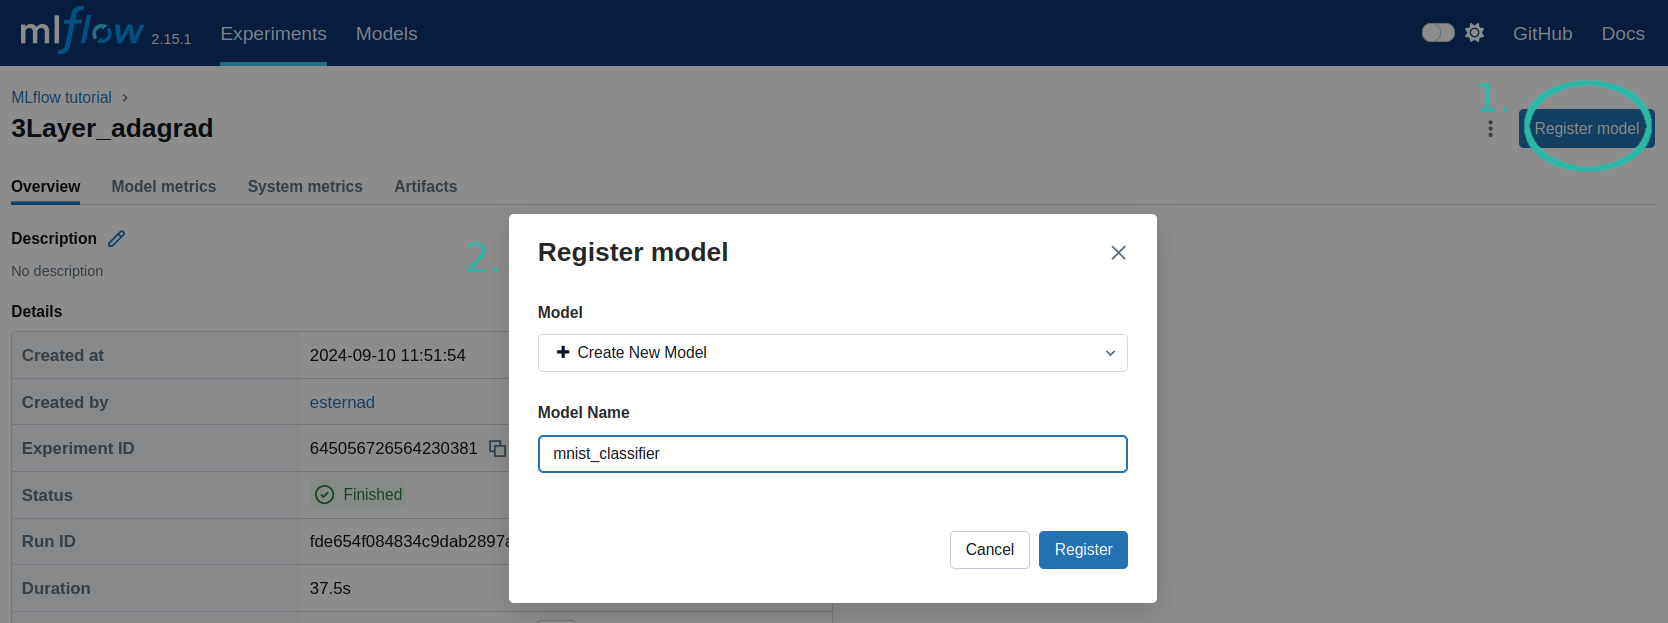 mlflow 2.15.1 Experiments Models GitHub Docs
MLflow tutorial ›
1.
3Layer_adagrad
Register model
Overview Model metrics System metrics Artifacts
Description
2.
Register model
No description
Details
Model
Create New Model
Created at 2024-09-10 11:51:54
Created by esternad
Model Name
Experiment ID 645056726564230381
mnist_classifier
Status Finished
Run ID fde654f084834c9dab2897
Cancel Register
Duration 37.5s